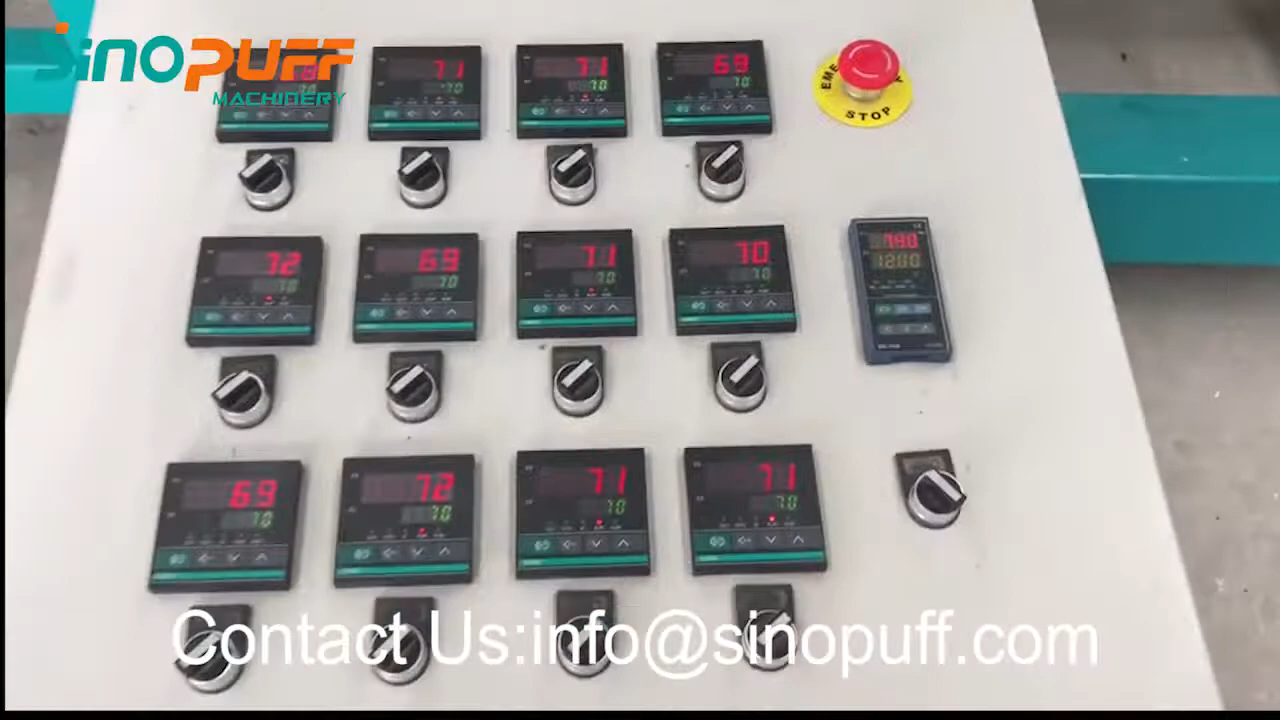 SINOPUFF
MACHINERY
71 71 69
70 70 70
EMERGENCY
STOP
72 69 71 70
70 70 70 70
69 72 71 71
70 70 70 70
Contact Us:info@sinopuff.com